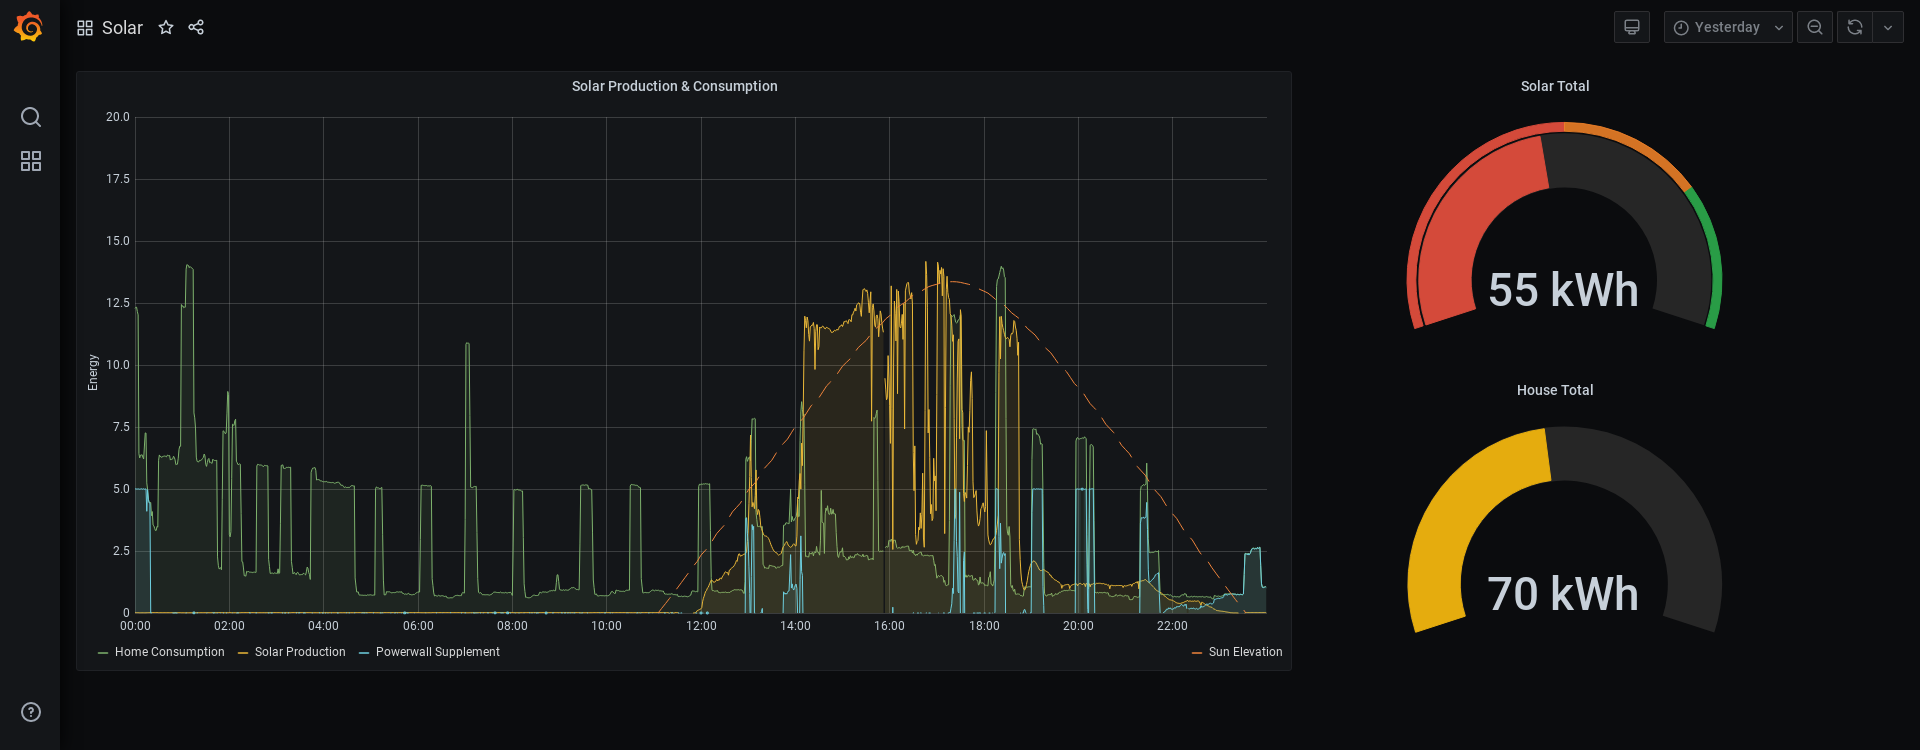 Solar
Yesterday
Solar Production & Consumption
20.0
17.5
15.0
12.5
10.0
7.5
5.0
2.5
0
Energy
00:00 02:00 04:00 06:00 08:00 10:00 12:00 14:00 16:00 18:00 20:00 22:00
Home Consumption Solar Production Powerwall Supplement Sun Elevation
Solar Total
55 kWh
House Total
70 kWh